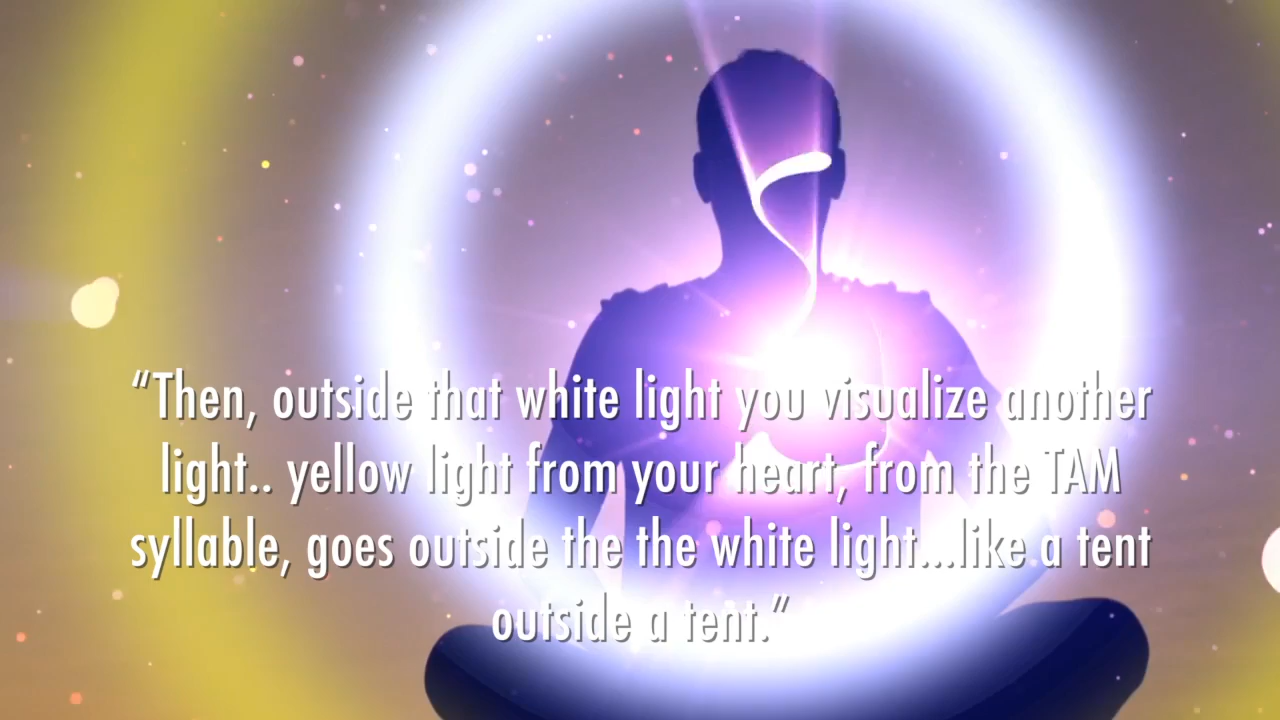 “Then, outside that white light you visualize another
light.. yellow light from your heart, from the TAM
syllable, goes outside the the white light...like a tent
outside a tent.”